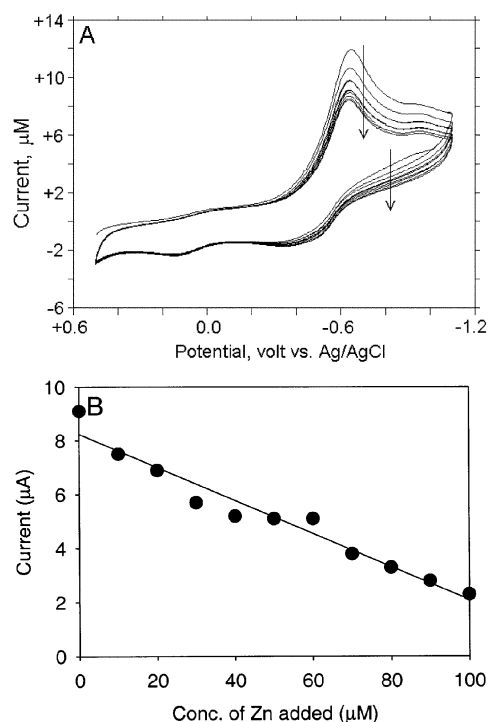 A
+14
+10
+6
+2
-2
-6
Current, μM
+0.6 0.0 -0.6 -1.2
Potential, volt vs. Ag/AgCl
B
10
8
6
4
2
0
Current (μA)
0 20 40 60 80 100
Conc. of Zn added (μM)